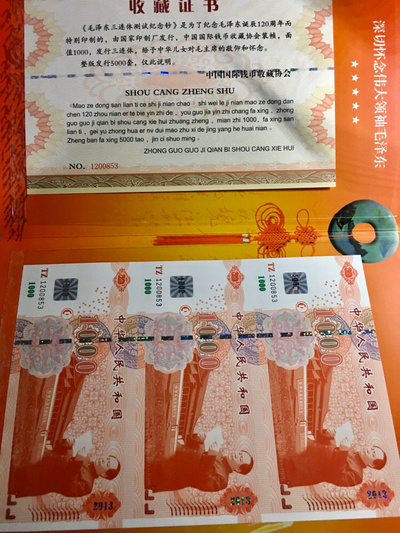 收藏证书
《毛泽东三连体测试纪念钞》是为了纪念毛泽东诞辰120周年而
特别印制的,由国家印制厂发行,中国国际钱币收藏协会装帧,面
值1000,发行三连体,给予中华儿女对毛主席的敬仰和怀念。
整版发行5000套,仅此说明。
中国国际钱币收藏协会
SHOU CANG ZHENG SHU
《Mao ze dong san lian ti ce shi ji nian chao》shi wei le ji nian mao ze dong dan
chen 120 zhou nian er te bie yin zhi de , you guo jia yin zhi chang fa xing , zhong
guo guo ji qian bi shou cang xie hui zhuang zheng , mian zhi 1000, fa xing san
lian ti , gei yu zhong hua er nv dui mao zhu xi de jing yang he huai nian .
Zheng ban fa xing 5000 tao, jin ci shuo ming .
ZHONG GUO GUO JI QIAN BI SHOU CANG XIE HUI
NO. 1200853
深切怀念伟大领袖毛泽东
TZ 1200853
1000
中华人民共和国
1000
2013
TZ 1200853
1000
中华人民共和国
1000
2013
TZ 1200853
1000
中华人民共和国
1000
2013